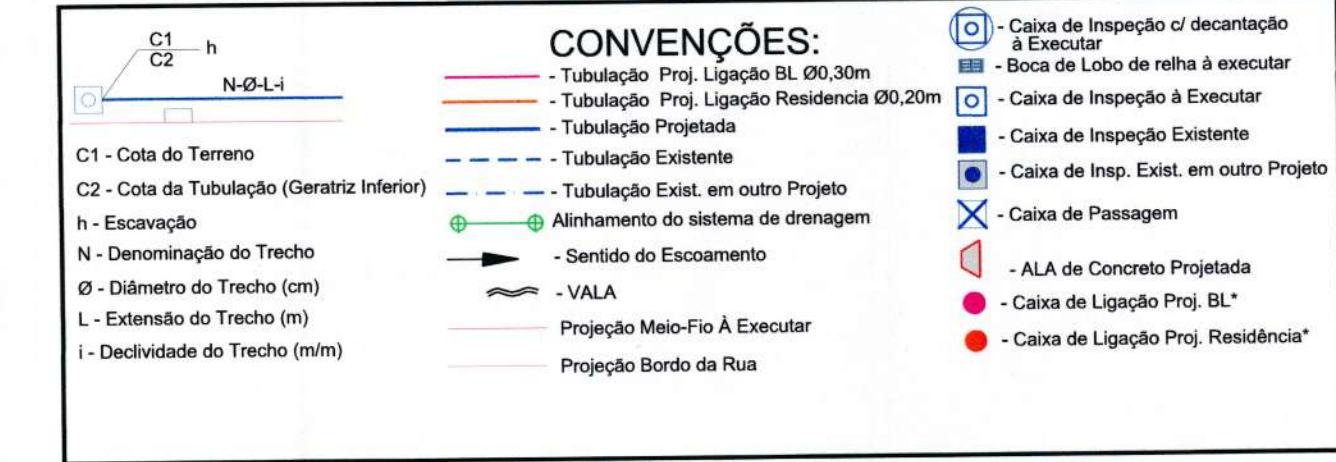 C1
C2
h
N-Ø-L-i
C1 - Cota do Terreno
C2 - Cota da Tubulação (Geratriz Inferior)
h - Escavação
N - Denominação do Trecho
Ø - Diâmetro do Trecho (cm)
L - Extensão do Trecho (m)
i - Declividade do Trecho (m/m)
CONVENÇÕES:
- Tubulação Proj. Ligação BL Ø0,30m
- Tubulação Proj. Ligação Residencia Ø0,20m
- Tubulação Projetada
- Tubulação Existente
- Tubulação Exist. em outro Projeto
Alinhamento do sistema de drenagem
- Sentido do Escoamento
- VALA
Projeção Meio-Fio À Executar
Projeção Bordo da Rua
- Caixa de Inspeção c/ decantação
à Executar
- Boca de Lobo de relha à executar
- Caixa de Inspeção à Executar
- Caixa de Inspeção Existente
- Caixa de Insp. Exist. em outro Projeto
- Caixa de Passagem
- ALA de Concreto Projetada
- Caixa de Ligação Proj. BL*
- Caixa de Ligação Proj. Residência*